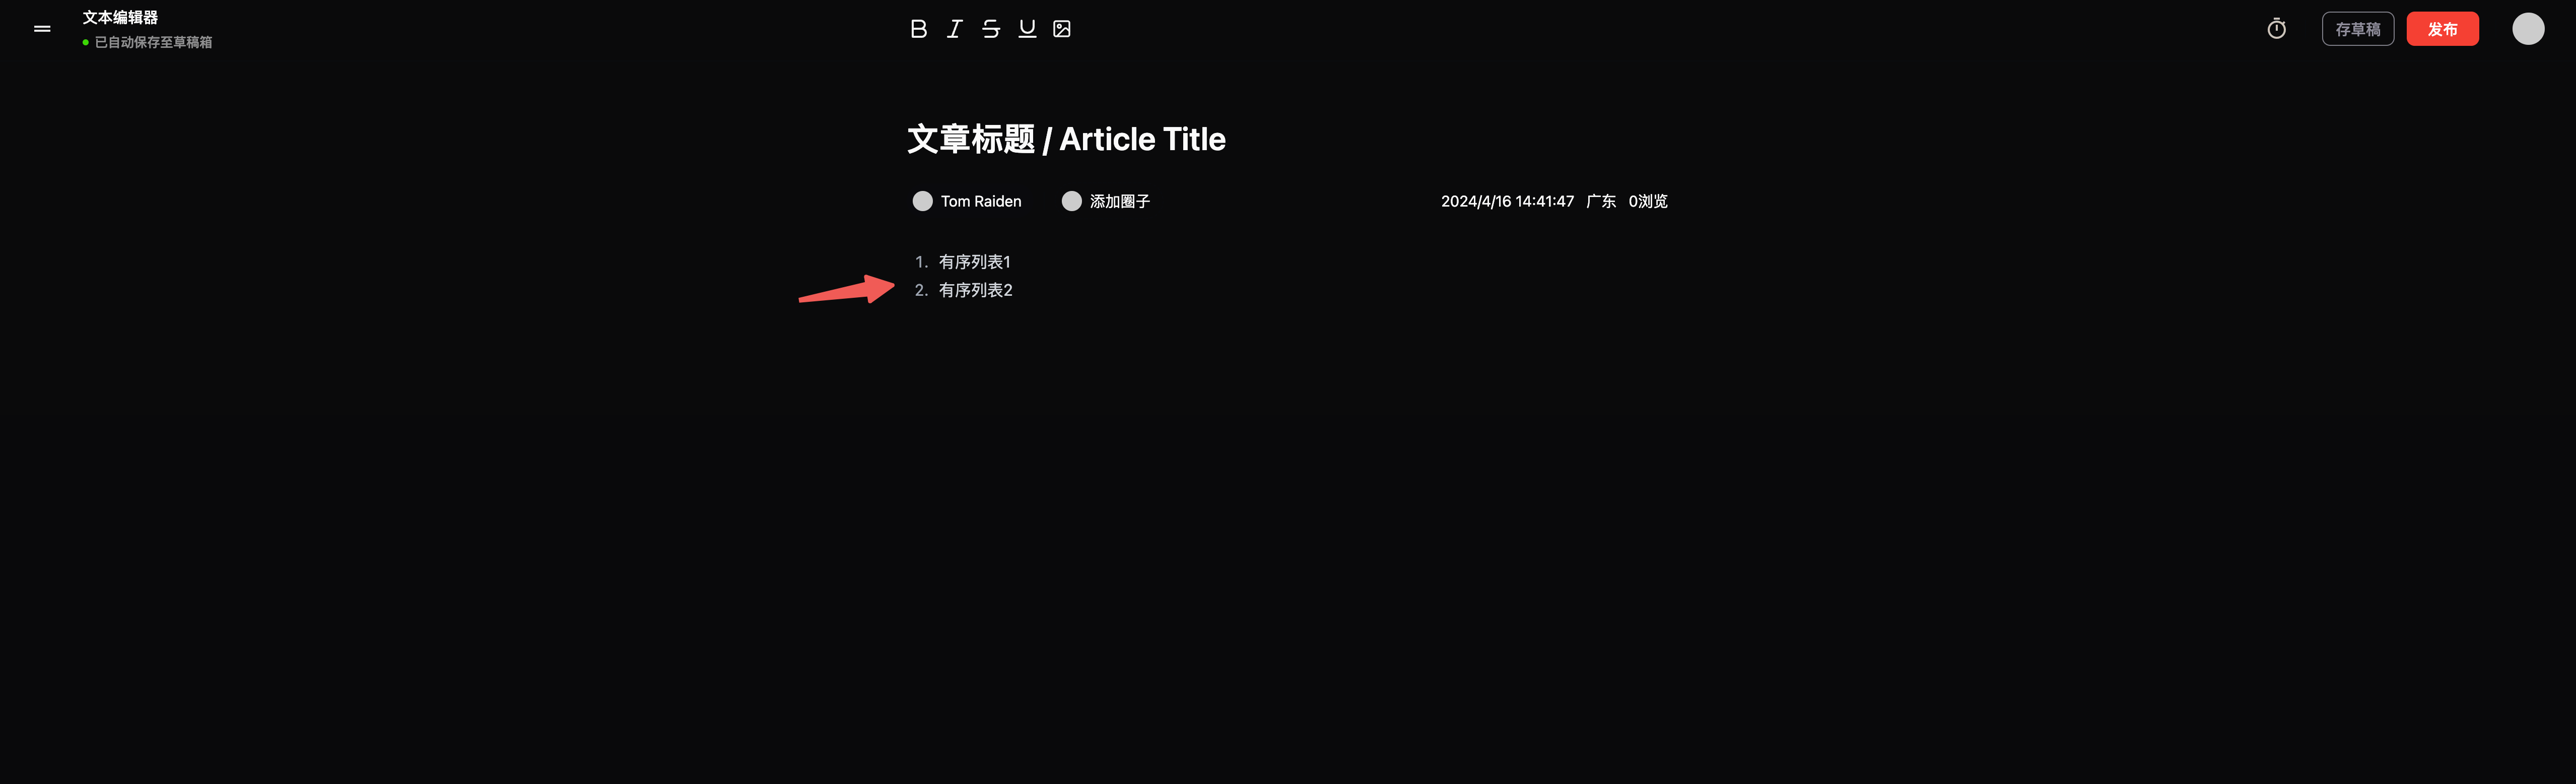 文本编辑器
已自动保存至草稿箱
存草稿
发布
文章标题 / Article Title
Tom Raiden 添加圈子 2024/4/16 14:41:47 广东 0浏览
1. 有序列表1
2. 有序列表2